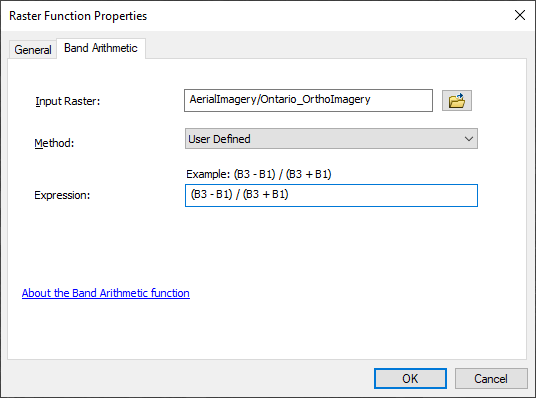 Raster Function Properties
General Band Arithmetic
Input Raster: AerialImagery/Ontario_OrthoImagery
Method: User Defined
Example: (B3 - B1) / (B3 + B1)
Expression: (B3 - B1) / (B3 + B1)
About the Band Arithmetic function
OK Cancel